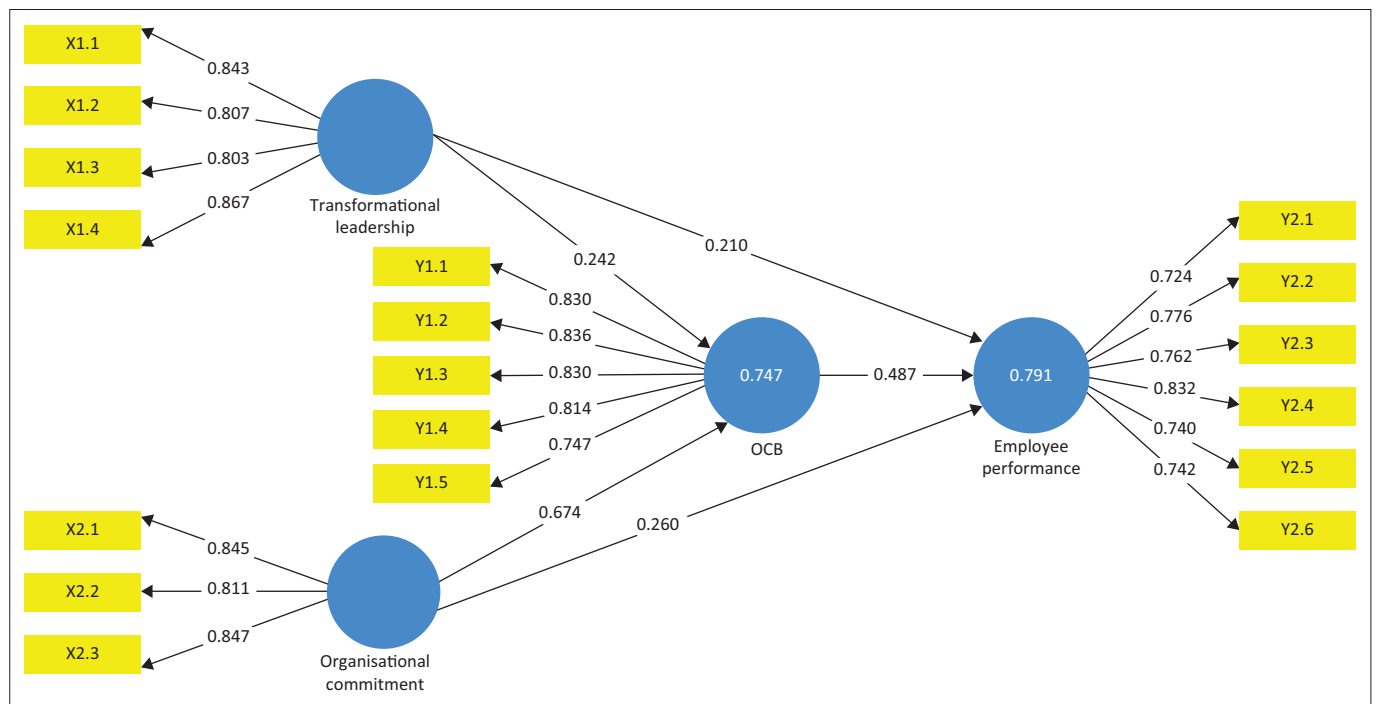 X1.1
0.843
X1.2
0.807
X1.3
0.803
X1.4
0.867
Transformational
leadership
0.242
0.210
Y1.1
0.830
Y1.2
0.836
Y1.3
0.830
Y1.4
0.814
Y1.5
0.747
0.747
OCB
0.487
0.791
Employee
performance
Y2.1
0.724
Y2.2
0.776
Y2.3
0.762
Y2.4
0.832
Y2.5
0.740
Y2.6
0.742
0.674
0.260
X2.1
0.845
X2.2
0.811
X2.3
0.847
Organisational
commitment